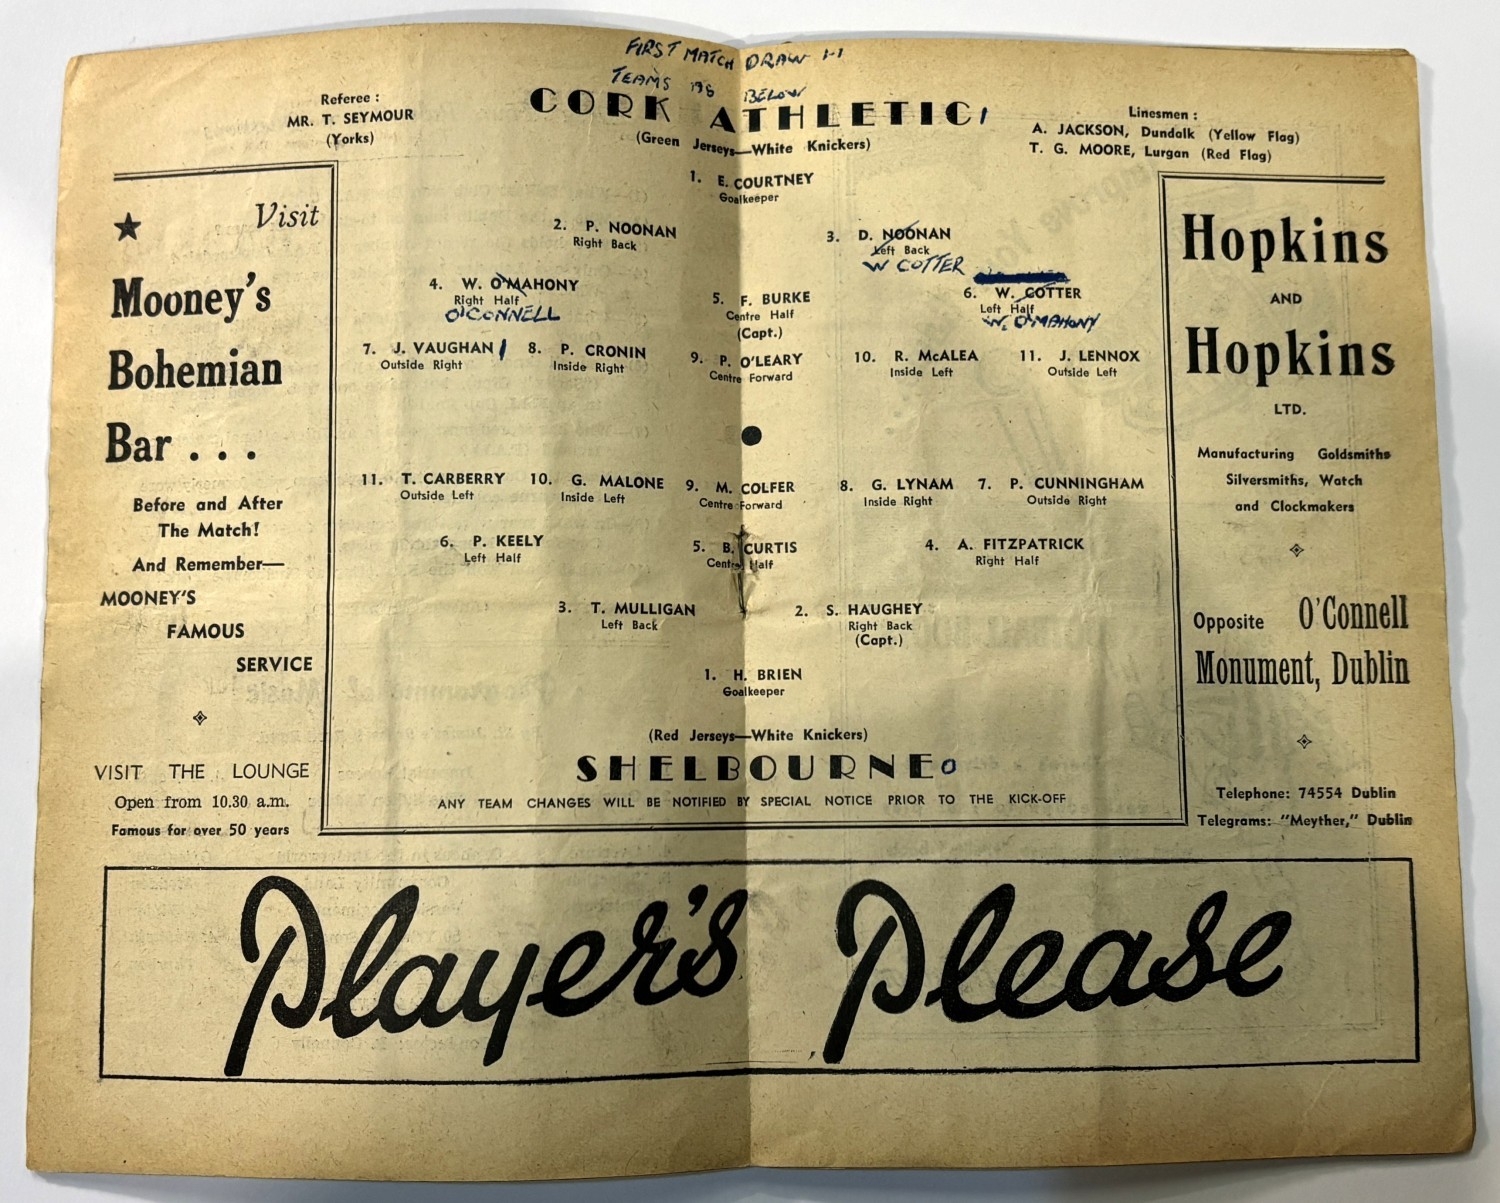 FIRST MATCH DRAW 1-1
TEAMS AS BELOW
Referee :
MR. T. SEYMOUR
(Yorks)
CORK ATHLETIC 1
(Green Jerseys—White Knickers)
Linesmen :
A. JACKSON, Dundalk (Yellow Flag)
T. G. MOORE, Lurgan (Red Flag)
Visit
Mooney's
Bohemian
Bar . . .
Before and After
The Match!
And Remember—
MOONEY'S
FAMOUS
SERVICE
VISIT THE LOUNGE
Open from 10.30 a.m.
Famous for over 50 years
1. E. COURTNEY
Goalkeeper
2. P. NOONAN
Right Back
3. D. NOONAN
Left Back
W COTTER
4. W. O'MAHONY
Right Half
O'CONNELL
5. F. BURKE
Centre Half
(Capt.)
6. W. COTTER
Left Half
W. O'MAHONY
7. J. VAUGHAN 1
Outside Right
8. P. CRONIN
Inside Right
9. P. O'LEARY
Centre Forward
10. R. McALEA
Inside Left
11. J. LENNOX
Outside Left
11. T. CARBERRY
Outside Left
10. G. MALONE
Inside Left
9. M. COLFER
Centre Forward
8. G. LYNAM
Inside Right
7. P. CUNNINGHAM
Outside Right
6. P. KEELY
Left Half
5. B. CURTIS
Centre Half
4. A. FITZPATRICK
Right Half
3. T. MULLIGAN
Left Back
2. S. HAUGHEY
Right Back
(Capt.)
1. H. BRIEN
Goalkeeper
(Red Jerseys—White Knickers)
SHELBOURNE 0
ANY TEAM CHANGES WILL BE NOTIFIED BY SPECIAL NOTICE PRIOR TO THE KICK-OFF
Hopkins
AND
Hopkins
LTD.
Manufacturing Goldsmiths
Silversmiths, Watch
and Clockmakers
Opposite O'Connell
Monument, Dublin
Telephone: 74554 Dublin
Telegrams: "Meyther," Dublin
Player's Please